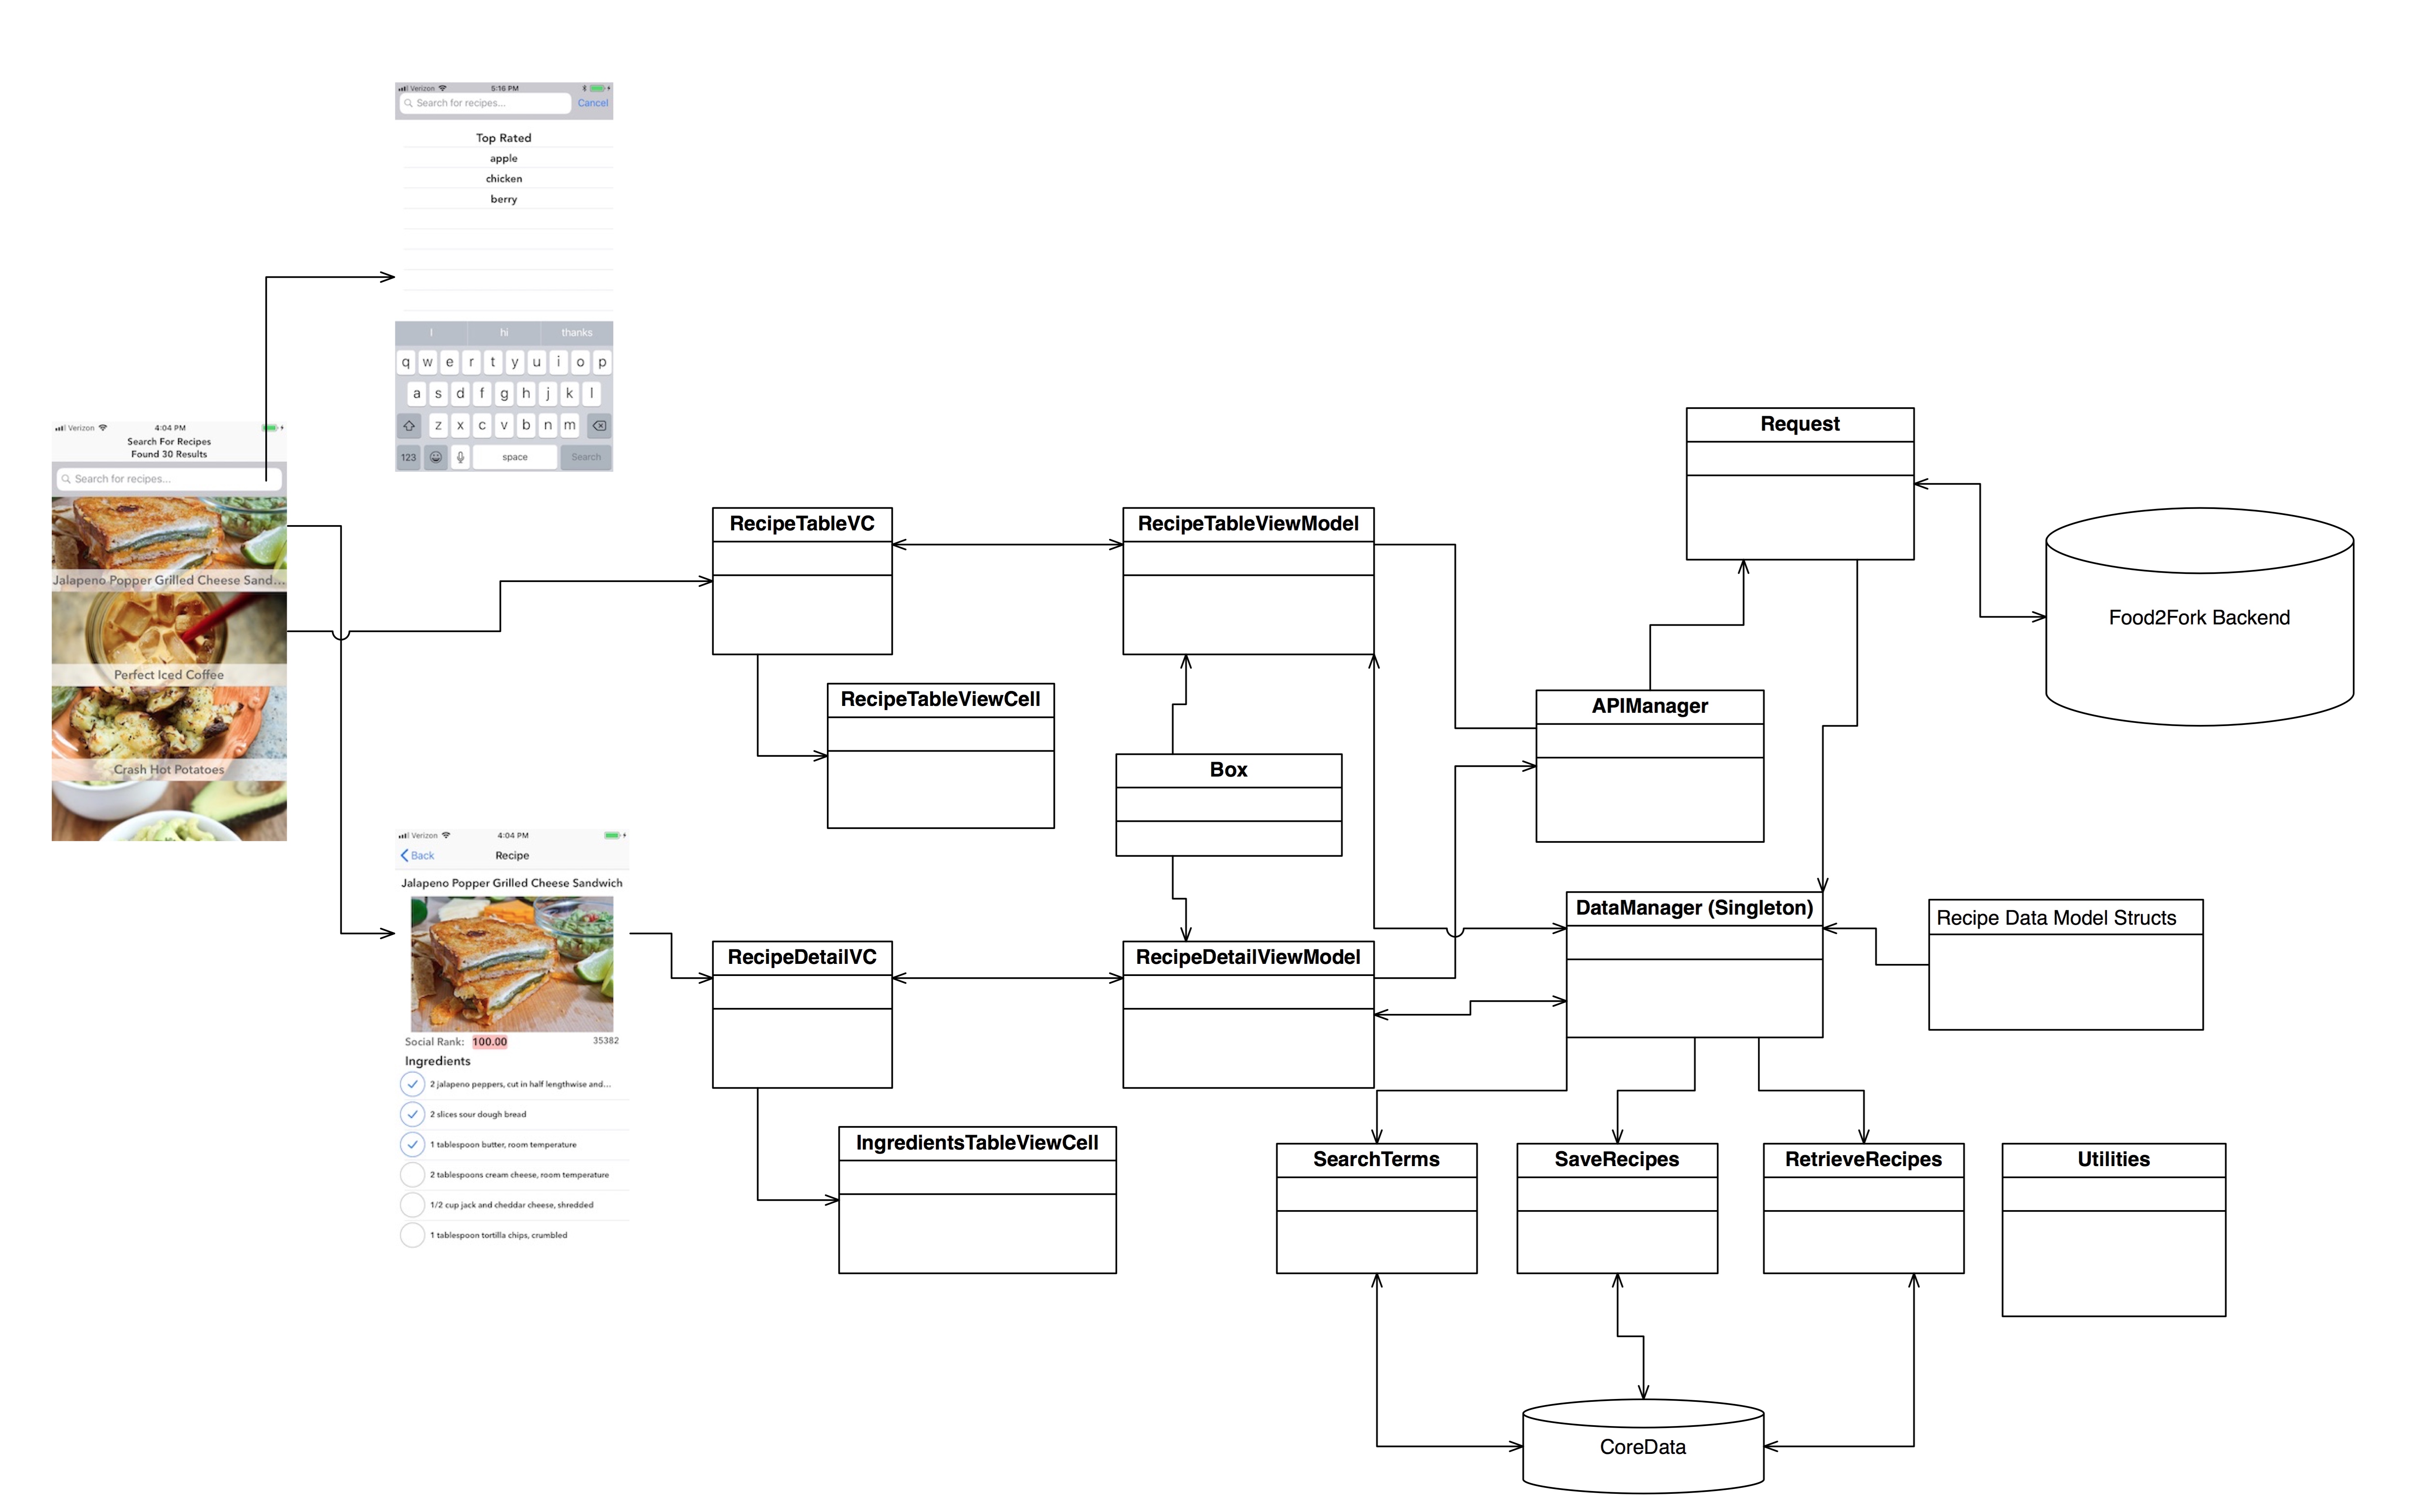 Verizon 5:16 PM
Search for recipes... Cancel
Top Rated
apple
chicken
berry
I hi thanks
q w e r t y u i o p
a s d f g h j k l
z x c v b n m
123 space Search
Verizon 4:04 PM
Search For Recipes
Found 30 Results
Search for recipes...
Jalapeno Popper Grilled Cheese Sand...
Perfect Iced Coffee
Crash Hot Potatoes
Verizon 4:04 PM
Back Recipe
Jalapeno Popper Grilled Cheese Sandwich
Social Rank: 100.00 35382
Ingredients
2 jalapeno peppers, cut in half lengthwise and...
2 slices sour dough bread
1 tablespoon butter, room temperature
2 tablespoons cream cheese, room temperature
1/2 cup jack and cheddar cheese, shredded
1 tablespoon tortilla chips, crumbled
RecipeTableVC
RecipeTableViewCell
RecipeTableViewModel
Box
RecipeDetailVC
IngredientsTableViewCell
RecipeDetailViewModel
Request
APIManager
Food2Fork Backend
DataManager (Singleton)
Recipe Data Model Structs
SearchTerms
SaveRecipes
RetrieveRecipes
Utilities
CoreData